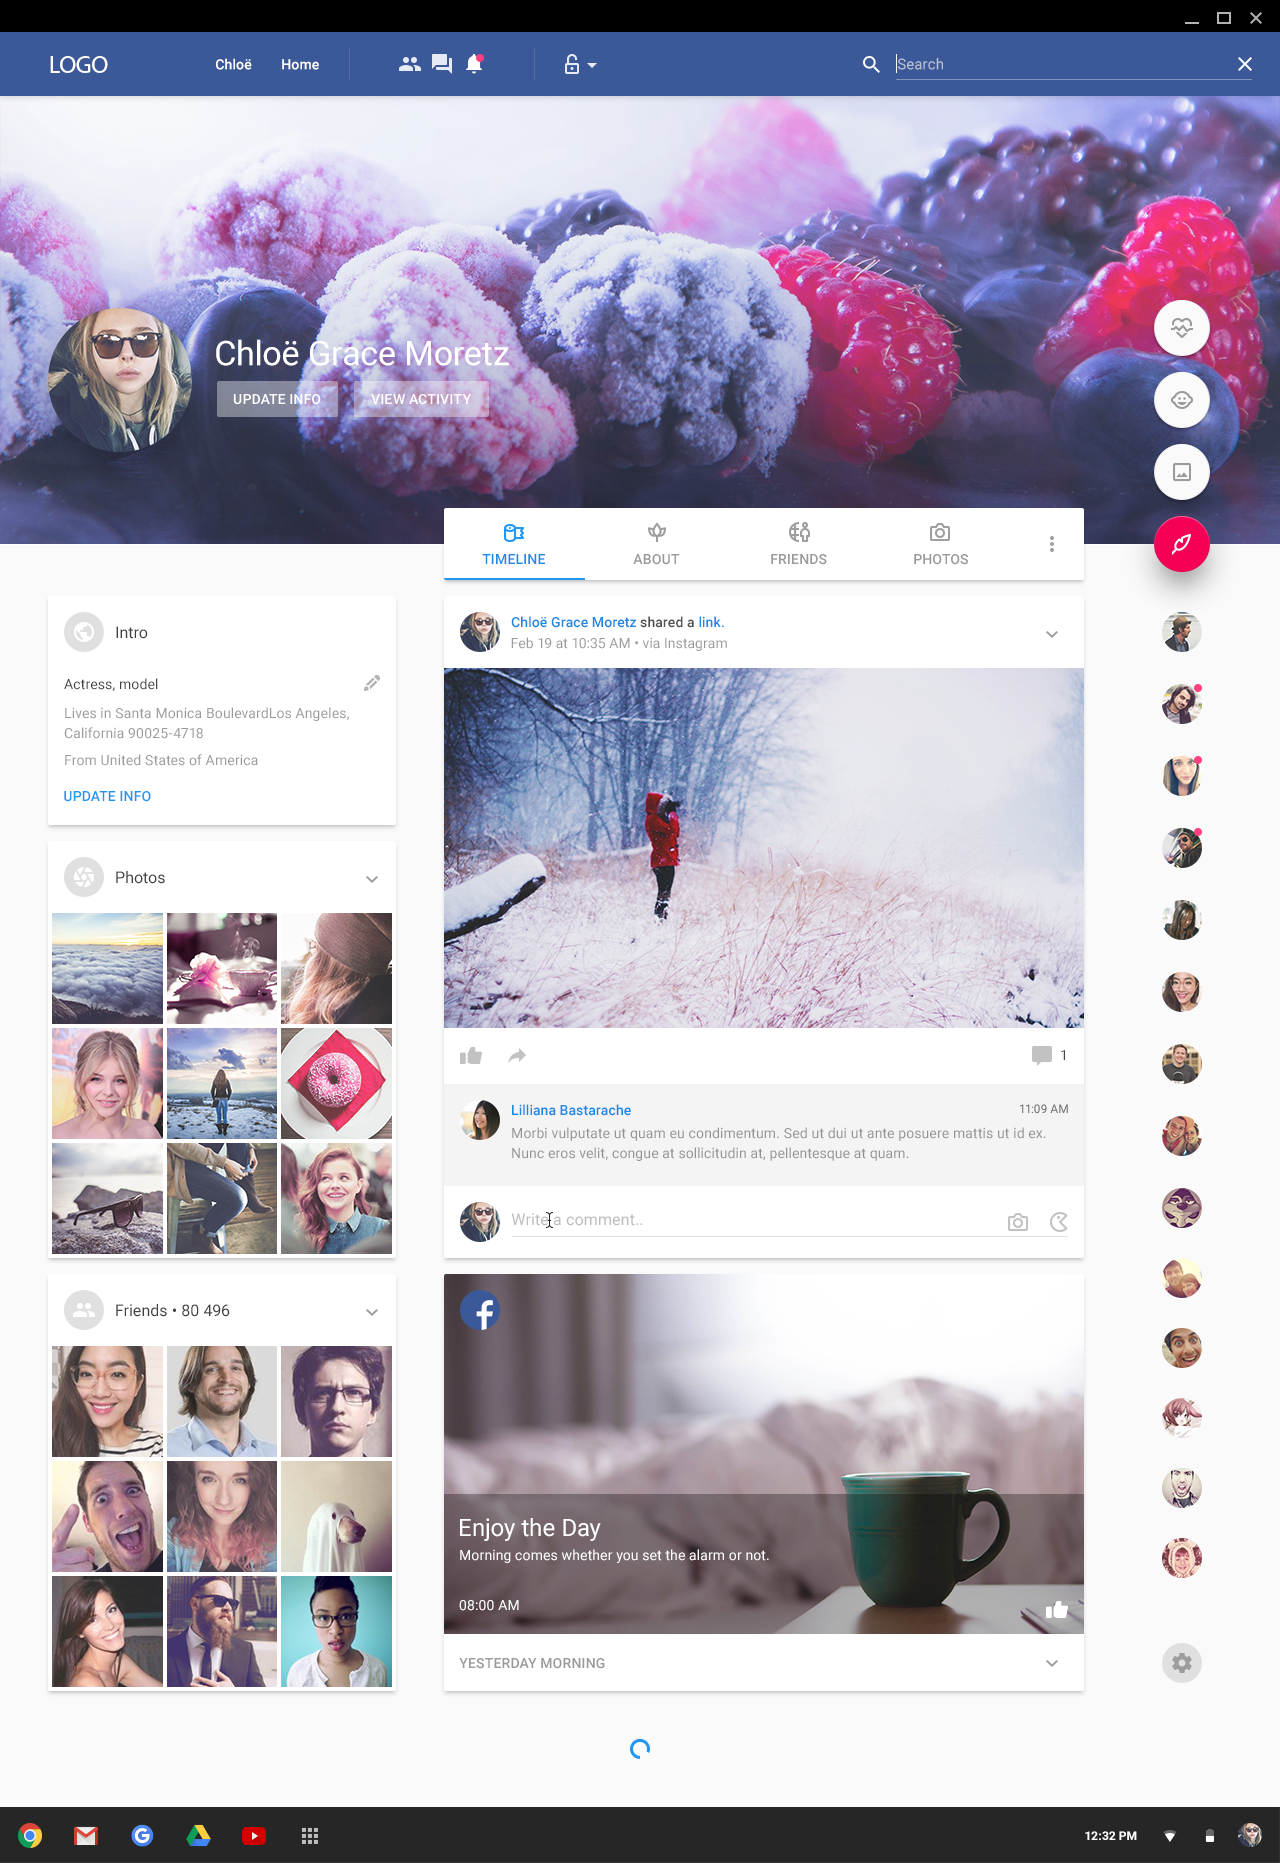 LOGO
Chloë
Home
Search
Chloë Grace Moretz
UPDATE INFO
VIEW ACTIVITY
TIMELINE
ABOUT
FRIENDS
PHOTOS
Intro
Actress, model
Lives in Santa Monica BoulevardLos Angeles,
California 90025-4718
From United States of America
UPDATE INFO
Photos
Friends • 80 496
Chloë Grace Moretz shared a link.
Feb 19 at 10:35 AM • via Instagram
1
Lilliana Bastarache
11:09 AM
Morbi vulputate ut quam eu condimentum. Sed ut dui ut ante posuere mattis ut id ex.
Nunc eros velit, congue at sollicitudin at, pellentesque at quam.
Write a comment..
Enjoy the Day
Morning comes whether you set the alarm or not.
08:00 AM
YESTERDAY MORNING
12:32 PM